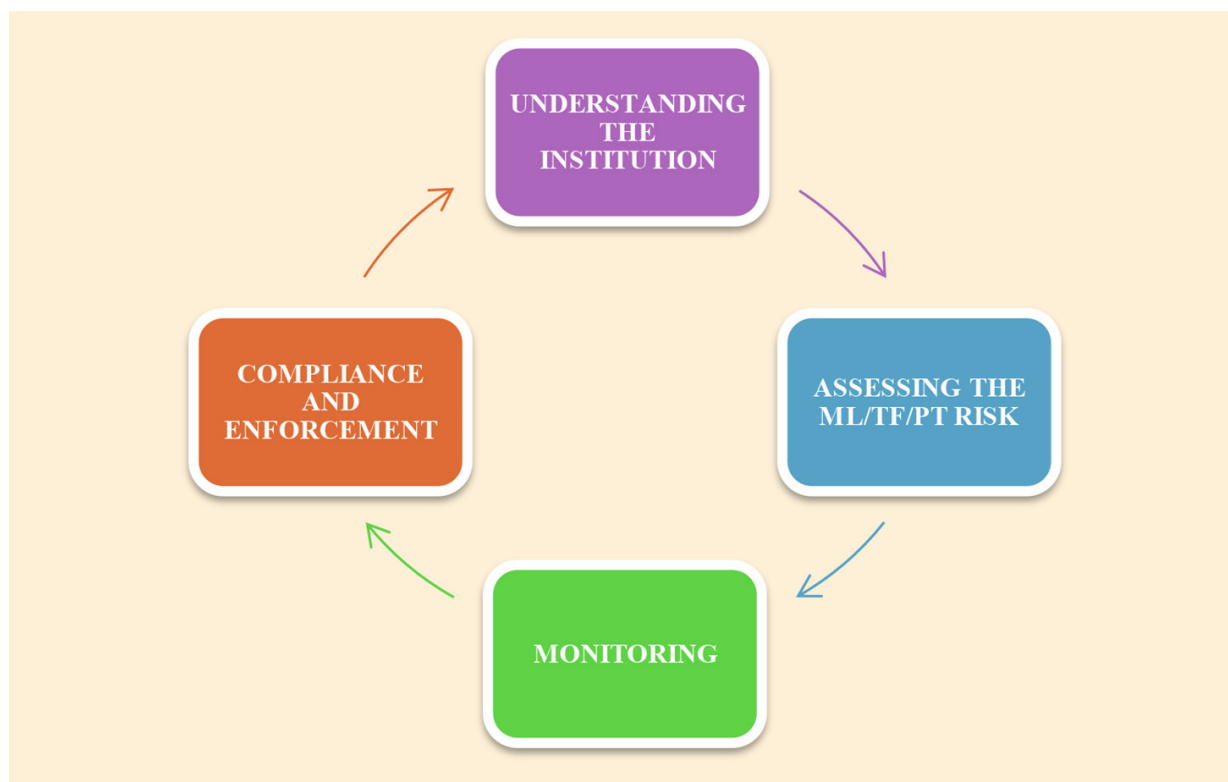 UNDERSTANDING
THE
INSTITUTION
ASSESSING THE
ML/TF/PT RISK
MONITORING
COMPLIANCE
AND
ENFORCEMENT